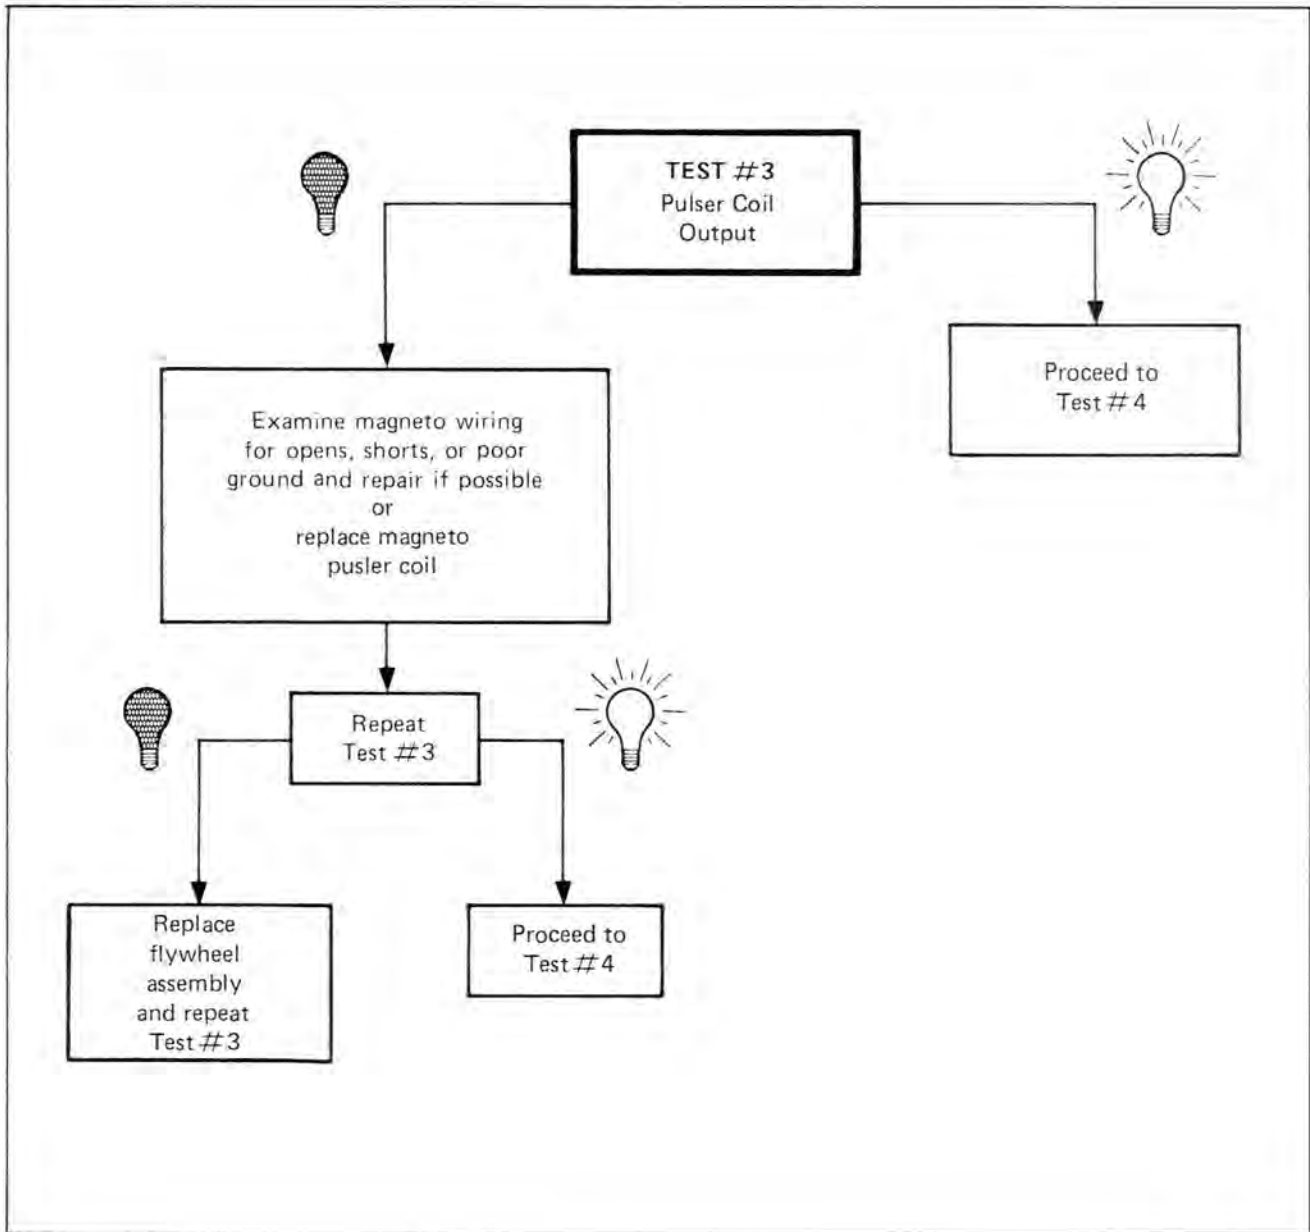 TEST #3
Pulser Coil
Output
Proceed to
Test #4
Examine magneto wiring
for opens, shorts, or poor
ground and repair if possible
or
replace magneto
pusler coil
Repeat
Test #3
Replace
flywheel
assembly
and repeat
Test #3
Proceed to
Test #4